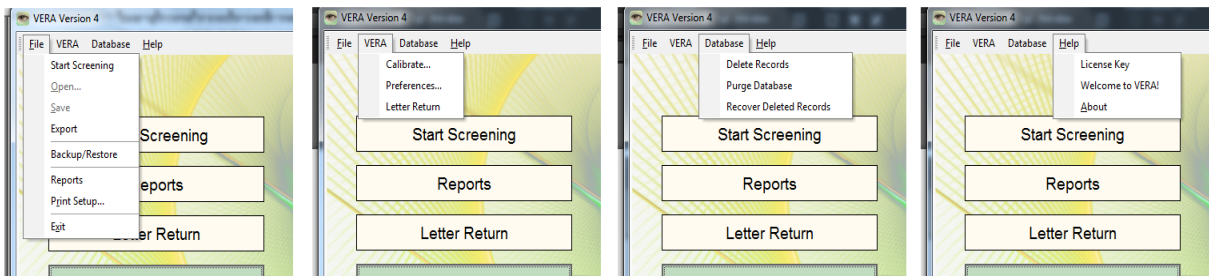 VERA Version 4
File VERA Database Help
Start Screening
Open...
Save
Export
Backup/Restore
Reports
Print Setup...
Exit
Screening
eports
Letter Return
VERA Version 4
File VERA Database Help
Calibrate...
Preferences...
Letter Return
Start Screening
Reports
Letter Return
VERA Version 4
File VERA Database Help
Delete Records
Purge Database
Recover Deleted Records
Start Screening
Reports
Letter Return
VERA Version 4
File VERA Database Help
License Key
Welcome to VERA!
About
Start Screening
Reports
Letter Return